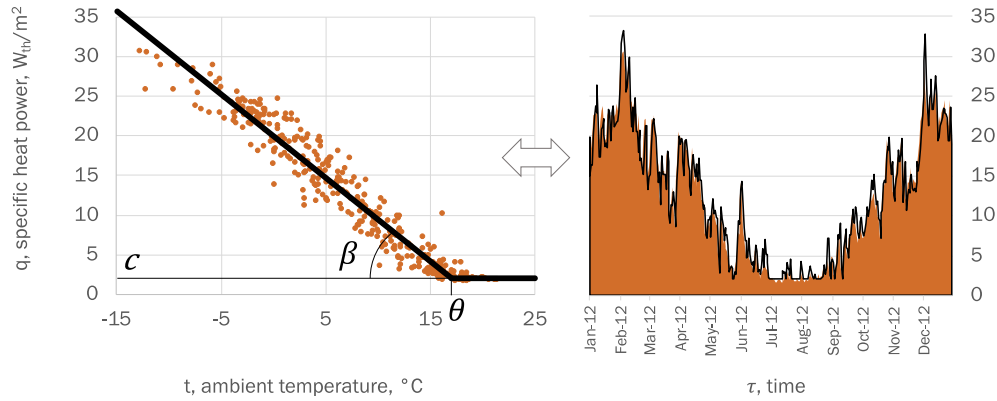 q, specific heat power, Wth/m²
35
30
25
20
15
10
5
0
c
β
θ
-15
-5
5
15
25
t, ambient temperature, °C
35
30
25
20
15
10
5
0
Jan-12
Feb-12
Mar-12
Apr-12
May-12
Jun-12
Jul-12
Aug-12
Sep-12
Oct-12
Nov-12
Dec-12
τ, time